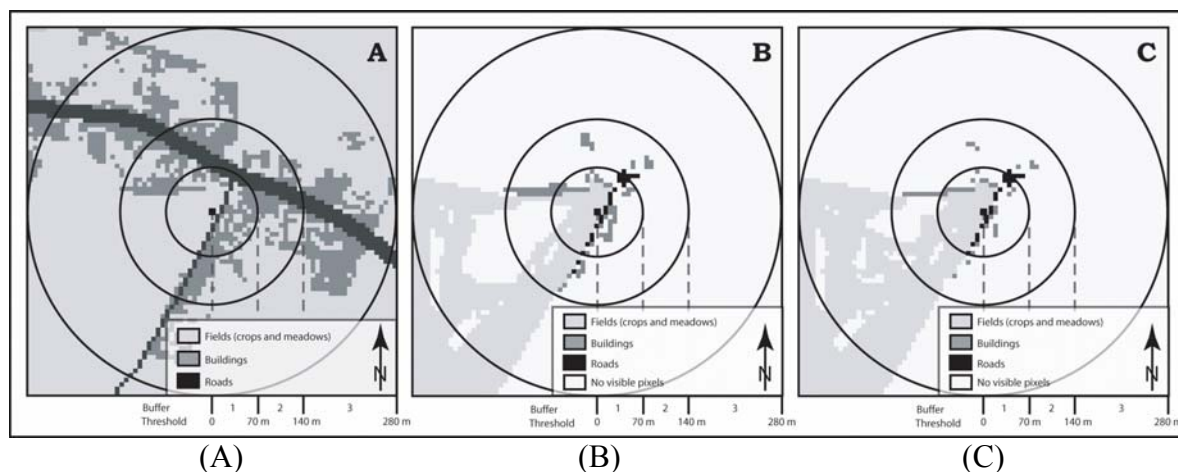 A
Fields (crops and meadows)
Buildings
Roads
N
Buffer 1 2 3
Threshold 0 70 m 140 m 280 m
B
Fields (crops and meadows)
Buildings
Roads
No visible pixels
N
Buffer 1 2 3
Threshold 0 70 m 140 m 280 m
C
Fields (crops and meadows)
Buildings
Roads
No visible pixels
N
Buffer 1 2 3
Threshold 0 70 m 140 m 280 m
(A) (B) (C)